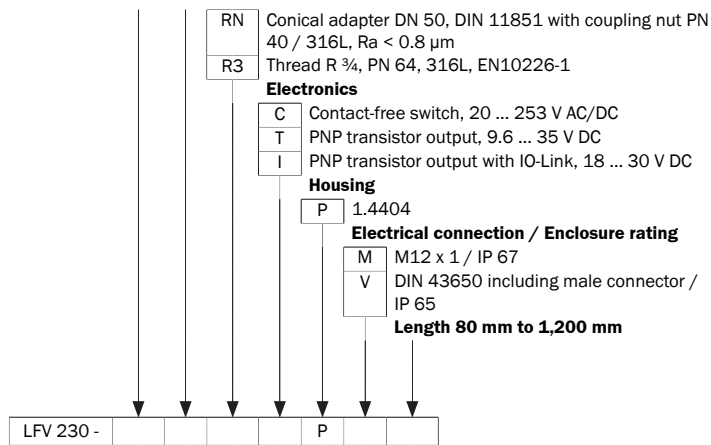 RN Conical adapter DN 50, DIN 11851 with coupling nut PN
40 / 316L, Ra < 0.8 µm
R3 Thread R ¾, PN 64, 316L, EN10226-1
Electronics
C Contact-free switch, 20 ... 253 V AC/DC
T PNP transistor output, 9.6 ... 35 V DC
I PNP transistor output with IO-Link, 18 ... 30 V DC
Housing
P 1.4404
Electrical connection / Enclosure rating
M M12 x 1 / IP 67
V DIN 43650 including male connector /
IP 65
Length 80 mm to 1,200 mm
LFV 230 - P